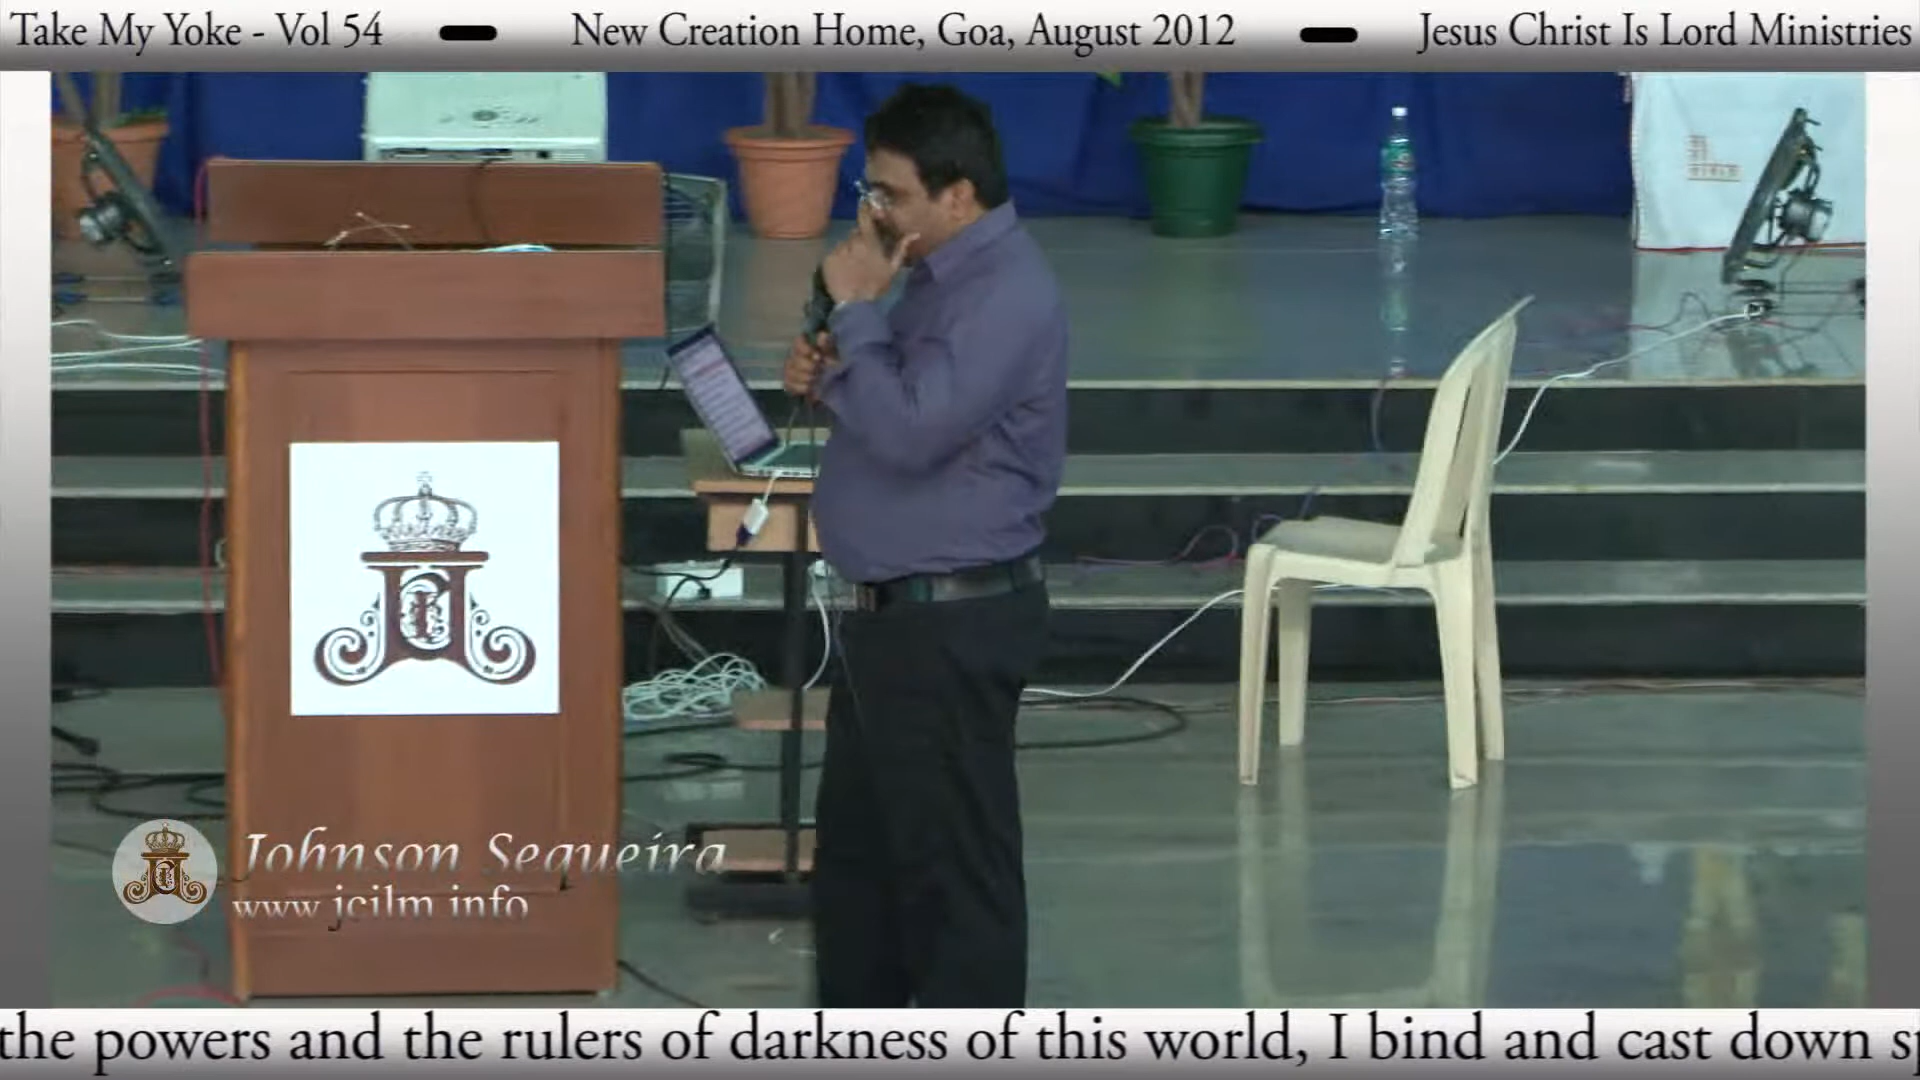 Take My Yoke - Vol 54 New Creation Home, Goa, August 2012 Jesus Christ Is Lord Ministries
Johnson Sequeira
www.jcilm.info
the powers and the rulers of darkness of this world, I bind and cast down